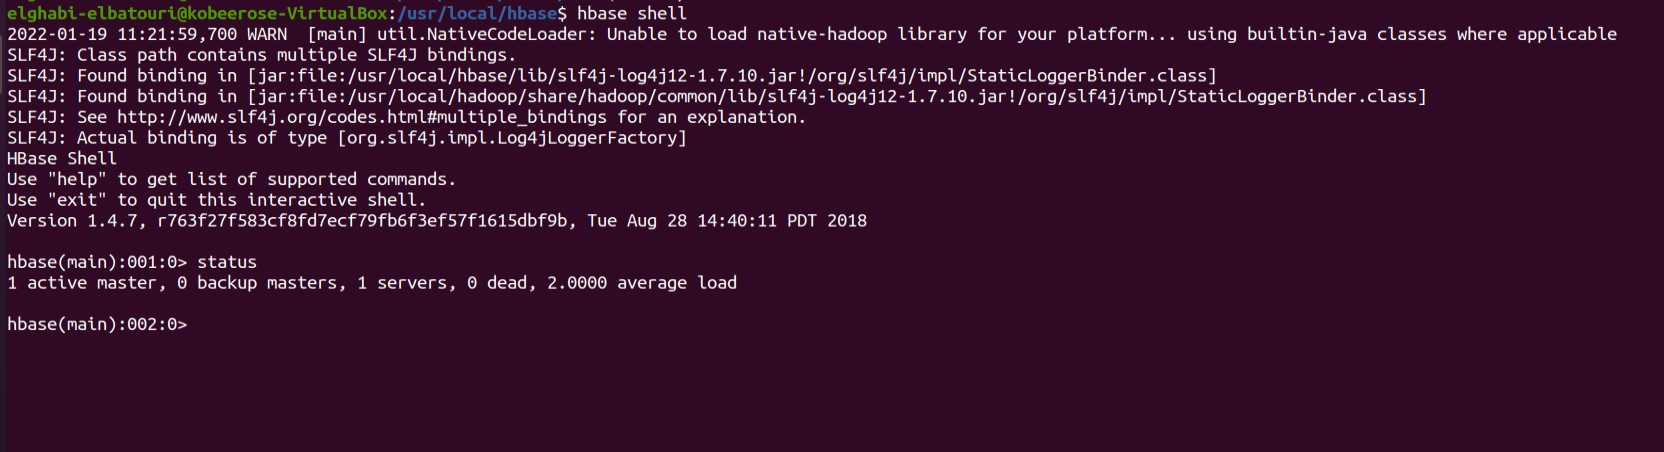 elghabi-elbatouri@kobeerose-VirtualBox:/usr/local/hbase$ hbase shell
2022-01-19 11:21:59,700 WARN  [main] util.NativeCodeLoader: Unable to load native-hadoop library for your platform... using builtin-java classes where applicable
SLF4J: Class path contains multiple SLF4J bindings.
SLF4J: Found binding in [jar:file:/usr/local/hbase/lib/slf4j-log4j12-1.7.10.jar!/org/slf4j/impl/StaticLoggerBinder.class]
SLF4J: Found binding in [jar:file:/usr/local/hadoop/share/hadoop/common/lib/slf4j-log4j12-1.7.10.jar!/org/slf4j/impl/StaticLoggerBinder.class]
SLF4J: See http://www.slf4j.org/codes.html#multiple_bindings for an explanation.
SLF4J: Actual binding is of type [org.slf4j.impl.Log4jLoggerFactory]
HBase Shell
Use "help" to get list of supported commands.
Use "exit" to quit this interactive shell.
Version 1.4.7, r763f27f583cf8fd7ecf79fb6f3ef57f1615dbf9b, Tue Aug 28 14:40:11 PDT 2018
hbase(main):001:0> status
1 active master, 0 backup masters, 1 servers, 0 dead, 2.0000 average load
hbase(main):002:0>